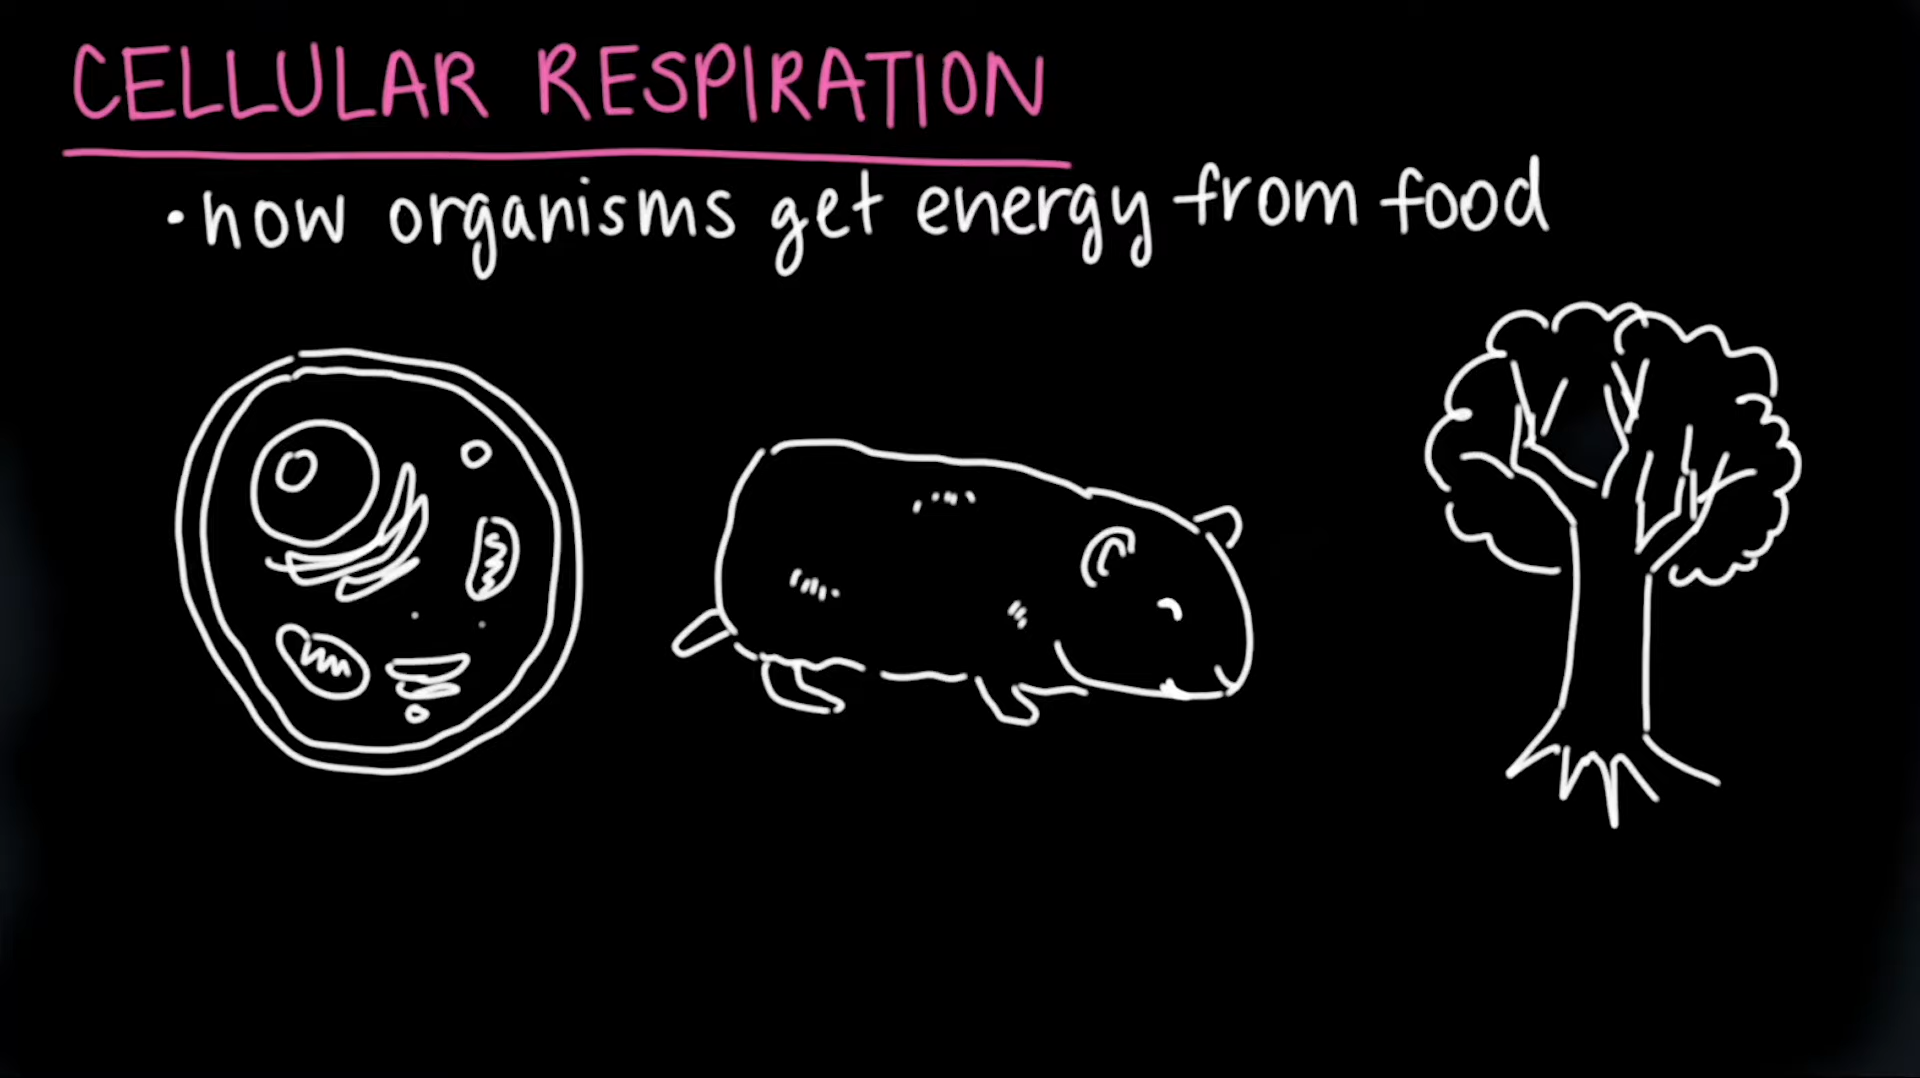 CELLULAR RESPIRATION
• how organisms get energy from food